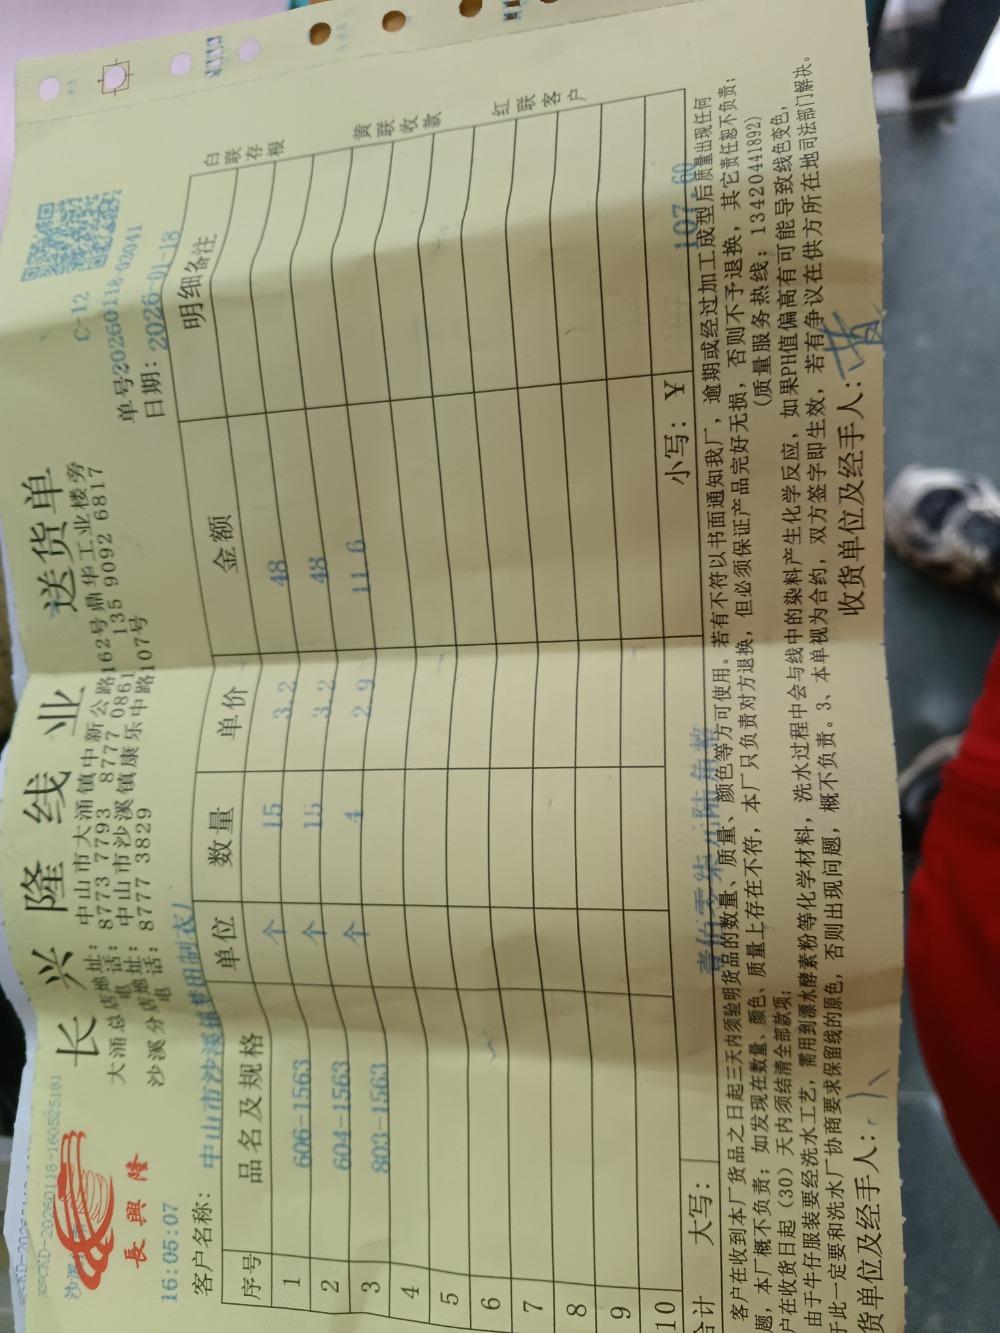 XSCKD-20260118-160525181
長興隆
16:05:07
长兴隆线业 送货单
大涌总店地址：中山市大涌镇中新公路162号鼎华工业楼旁
电话：8773 7793 8777 0861 135 9092 6817
沙溪分店地址：中山市沙溪镇康乐中路107号
电话：8777 3829
C-12
单号20260118-03041
日期：2026-01-18
客户名称：中山市沙溪镇梦田制衣厂
序号 品名及规格 单位 数量 单价 金额 明细备注
1 606-1563 个 15 3.2 48
2 604-1563 个 15 3.2 48
3 803-1563 个 4 2.9 11.6
4
5
6
7
8
9
10
合计 大写：壹佰零柒元陆角整 小写：￥107.60
白联存根 黄联收款 红联客户
客户在收到本厂货品之日起三天内须验明货品的数量、质量、颜色等方可使用。若有不符以书面通知我厂，逾期或经过加工成型后质量出现任何
题，本厂概不负责；如发现在数量、颜色、质量上存在不符，本厂只负责对方退换，但必须保证产品完好无损，否则不予退换，其它责任恕不负责；
户在收货日起（30）天内须结清全部款项； （质量服务热线：13420441892）
由于牛仔服装要经洗水工艺，需用到漂水酵素粉等化学材料，洗水过程中会与线中的染料产生化学反应，如果PH值偏高有可能导致线色变色，
于此一定要和洗水厂协商要求保留线的原色，否则出现问题，概不负责。3、本单视为合约，双方签字即生效，若有争议在供方所在地司法部门解决。
货单位及经手人： 收货单位及经手人：